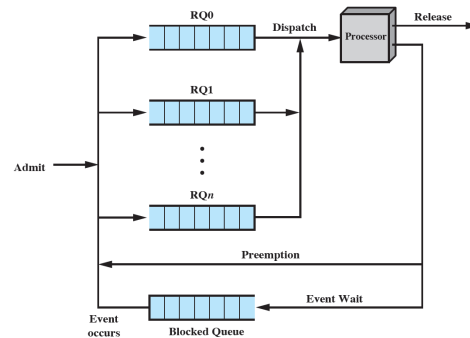 RQ0
Dispatch
Release
Processor
RQ1
Admit
RQn
Preemption
Event Wait
Event
occurs
Blocked Queue